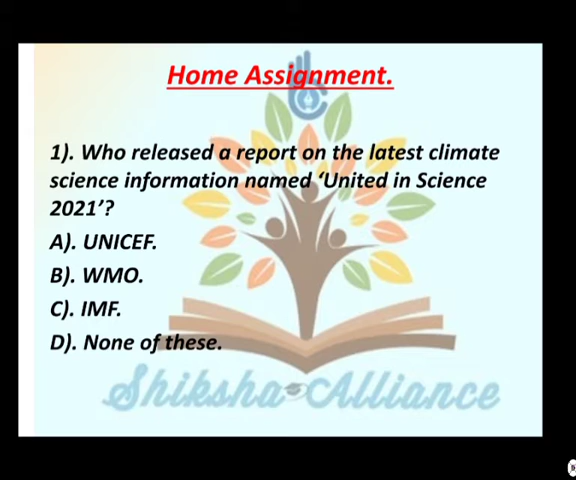 Home Assignment.
1). Who released a report on the latest climate
science information named ‘United in Science
2021’?
A). UNICEF.
B). WMO.
C). IMF.
D). None of these.
Shiksha Alliance